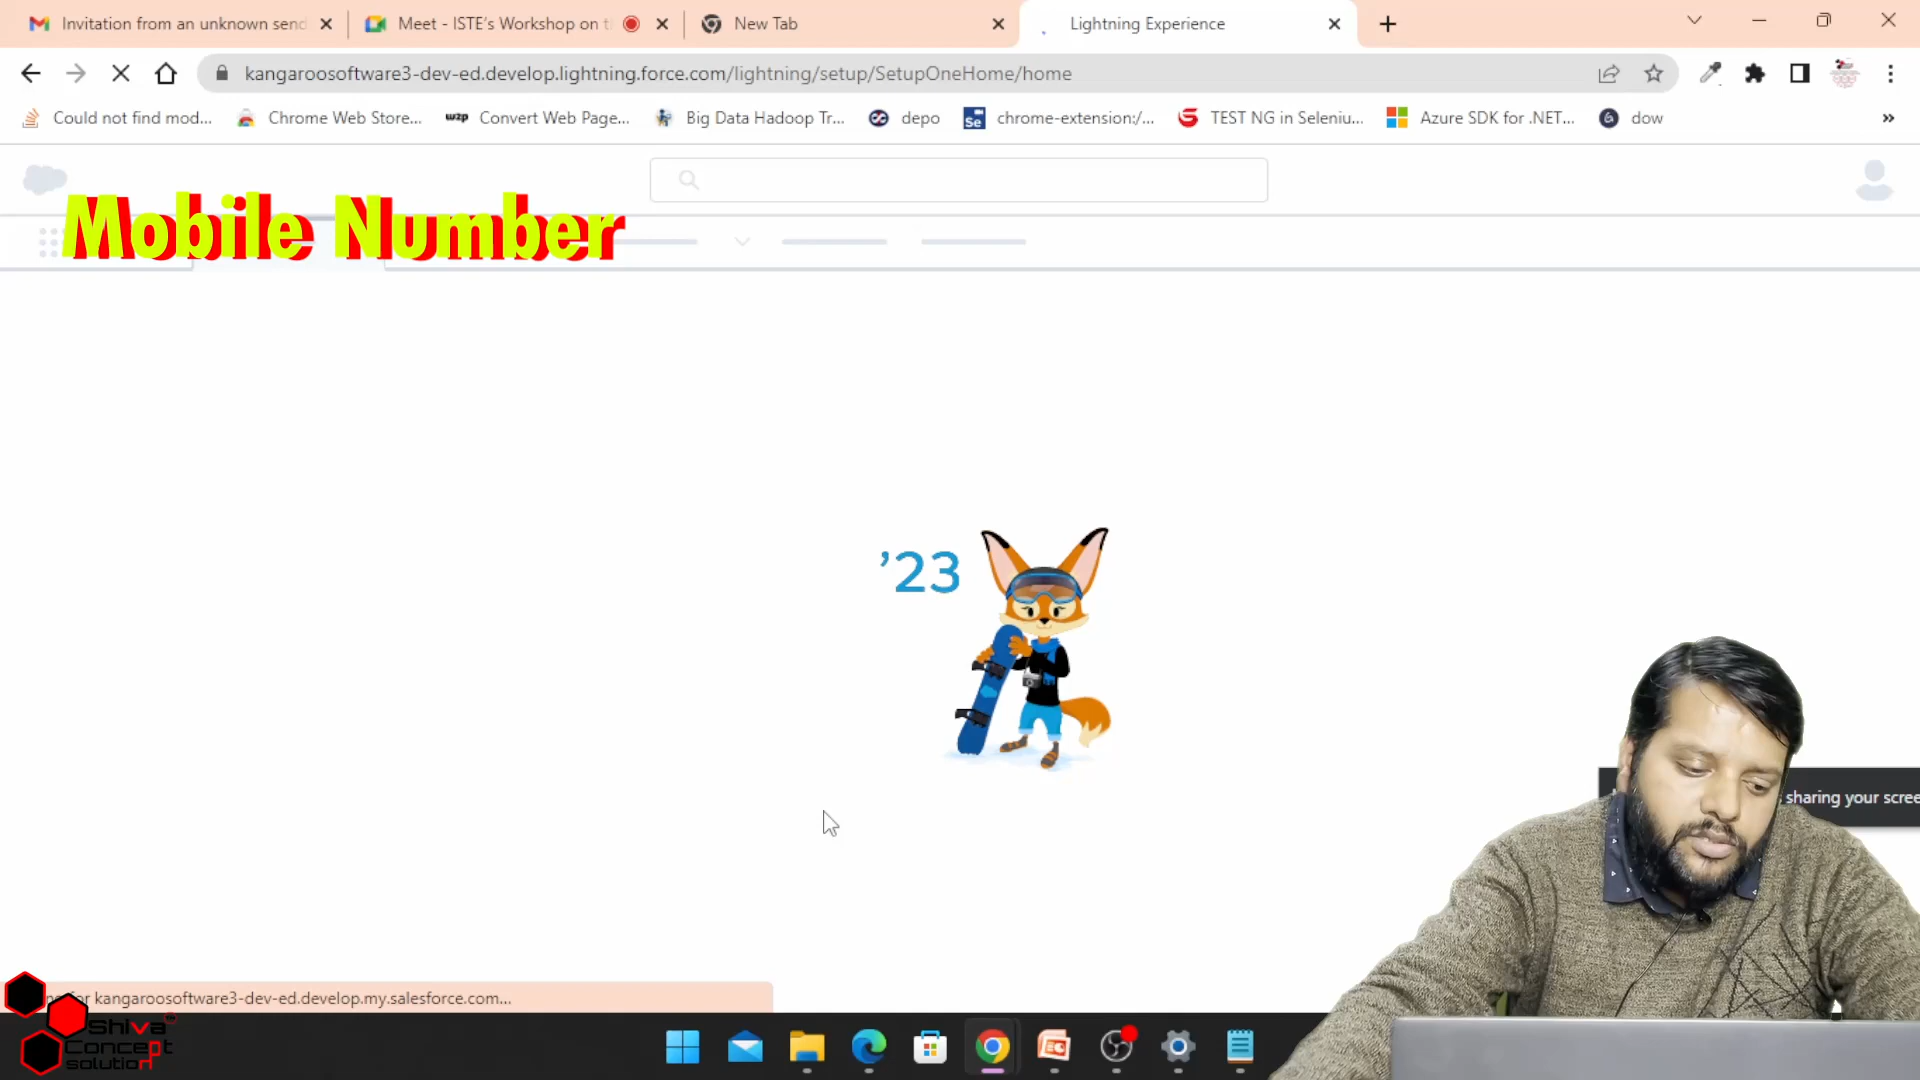 Invitation from an unknown send
Meet - ISTE's Workshop on t
New Tab
Lightning Experience
kangaroosoftware3-dev-ed.develop.lightning.force.com/lightning/setup/SetupOneHome/home
Could not find mod...
Chrome Web Store...
w2p
Convert Web Page...
Big Data Hadoop Tr...
depo
Se
chrome-extension:/...
TEST NG in Seleniu...
Azure SDK for .NET...
dow
»
Mobile Number
'23
sharing your scree
for kangaroosoftware3-dev-ed.develop.my.salesforce.com...
Shiva
Concept
solution